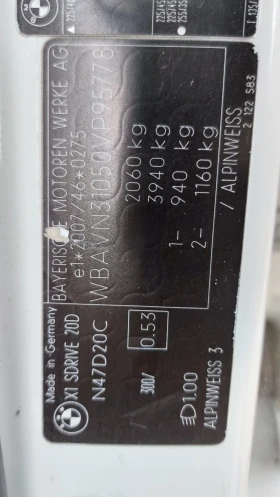 BAYERISCHE MOTOREN WERKE AG
e1*2007/46*0275
WBAVN31050VP95778
2060 kg
3940 kg
1- 940 kg
2- 1160 kg
/ ALPINWEISS
2 122 583
Made in Germany
X1 SDRIVE 20D
N47D20C
300/ 0.53
1.00
ALPINWEISS 3